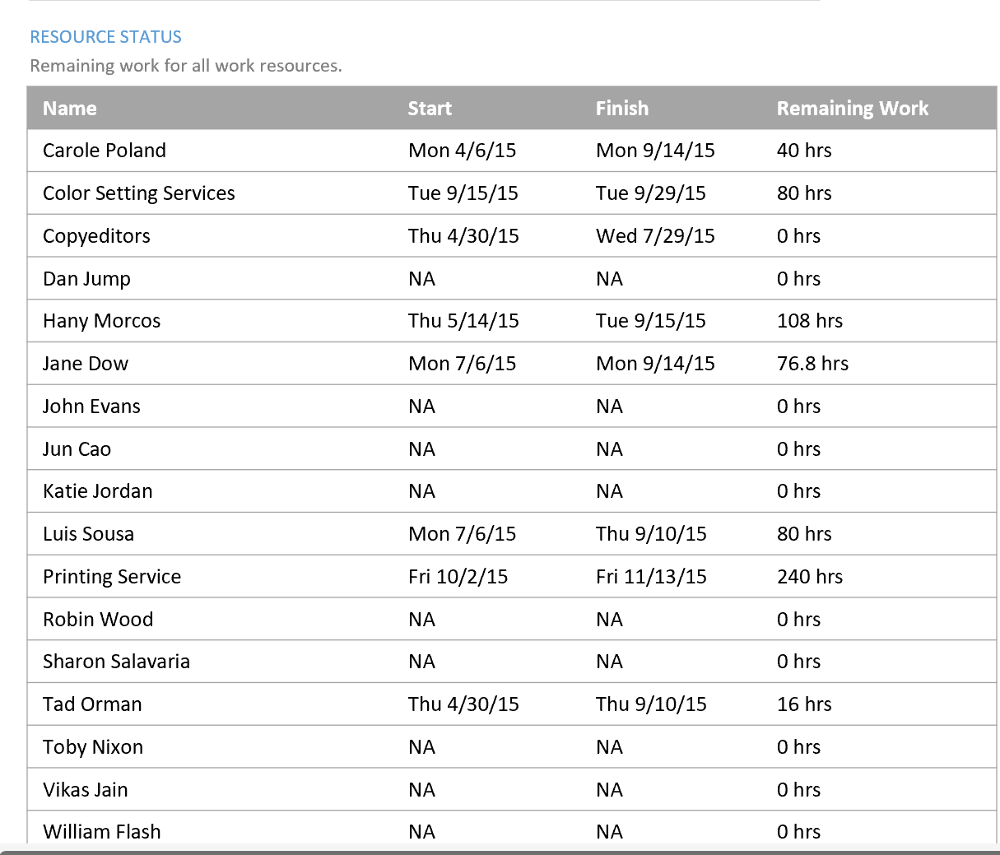 RESOURCE STATUS
Remaining work for all work resources.
Name Start Finish Remaining Work
Carole Poland Mon 4/6/15 Mon 9/14/15 40 hrs
Color Setting Services Tue 9/15/15 Tue 9/29/15 80 hrs
Copyeditors Thu 4/30/15 Wed 7/29/15 0 hrs
Dan Jump NA NA 0 hrs
Hany Morcos Thu 5/14/15 Tue 9/15/15 108 hrs
Jane Dow Mon 7/6/15 Mon 9/14/15 76.8 hrs
John Evans NA NA 0 hrs
Jun Cao NA NA 0 hrs
Katie Jordan NA NA 0 hrs
Luis Sousa Mon 7/6/15 Thu 9/10/15 80 hrs
Printing Service Fri 10/2/15 Fri 11/13/15 240 hrs
Robin Wood NA NA 0 hrs
Sharon Salavaria NA NA 0 hrs
Tad Orman Thu 4/30/15 Thu 9/10/15 16 hrs
Toby Nixon NA NA 0 hrs
Vikas Jain NA NA 0 hrs
William Flash NA NA 0 hrs